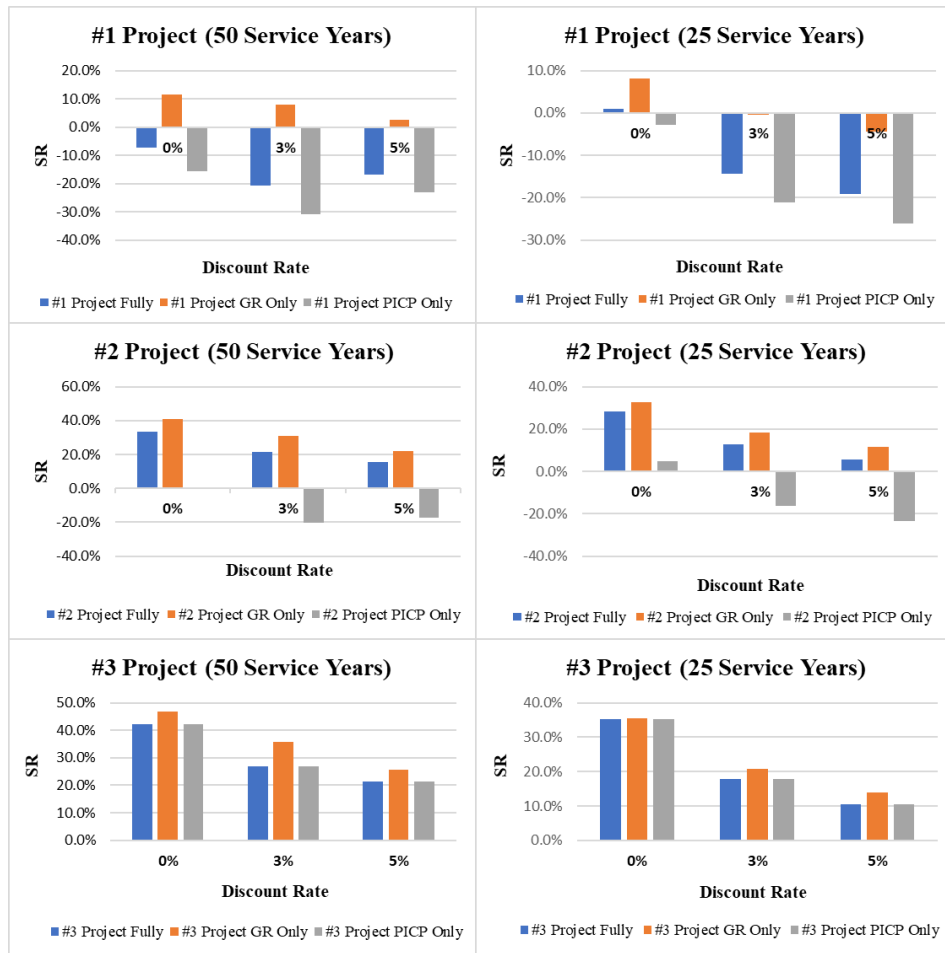 #1 Project (50 Service Years)
20.0%
10.0%
0.0%
-10.0%
-20.0%
-30.0%
-40.0%
SR
0% 3% 5%
Discount Rate
#1 Project Fully #1 Project GR Only #1 Project PICP Only
#1 Project (25 Service Years)
10.0%
0.0%
-10.0%
-20.0%
-30.0%
SR
0% 3% 5%
Discount Rate
#1 Project Fully #1 Project GR Only #1 Project PICP Only
#2 Project (50 Service Years)
60.0%
40.0%
20.0%
0.0%
-20.0%
-40.0%
SR
0% 3% 5%
Discount Rate
#2 Project Fully #2 Project GR Only #2 Project PICP Only
#2 Project (25 Service Years)
40.0%
20.0%
0.0%
-20.0%
-40.0%
SR
0% 3% 5%
Discount Rate
#2 Project Fully #2 Project GR Only #2 Project PICP Only
#3 Project (50 Service Years)
50.0%
40.0%
30.0%
20.0%
10.0%
0.0%
SR
0% 3% 5%
Discount Rate
#3 Project Fully #3 Project GR Only #3 Project PICP Only
#3 Project (25 Service Years)
40.0%
30.0%
20.0%
10.0%
0.0%
SR
0% 3% 5%
Discount Rate
#3 Project Fully #3 Project GR Only #3 Project PICP Only